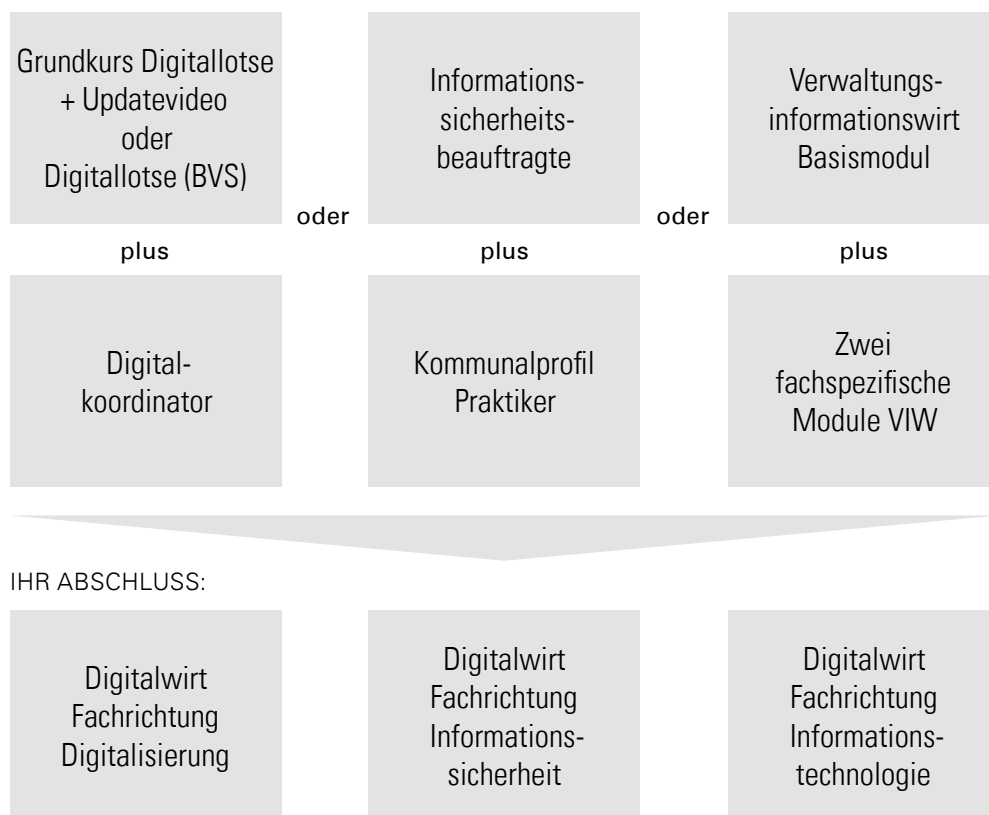 Grundkurs Digitallotse
+ Updatevideo
oder
Digitallotse (BVS)
oder
Informations-
sicherheits-
beauftragte
oder
Verwaltungs-
informationswirt
Basismodul
plus
plus
plus
Digital-
koordinator
Kommunalprofil
Praktiker
Zwei
fachspezifische
Module VIW
IHR ABSCHLUSS:
Digitalwirt
Fachrichtung
Digitalisierung
Digitalwirt
Fachrichtung
Informations-
sicherheit
Digitalwirt
Fachrichtung
Informations-
technologie